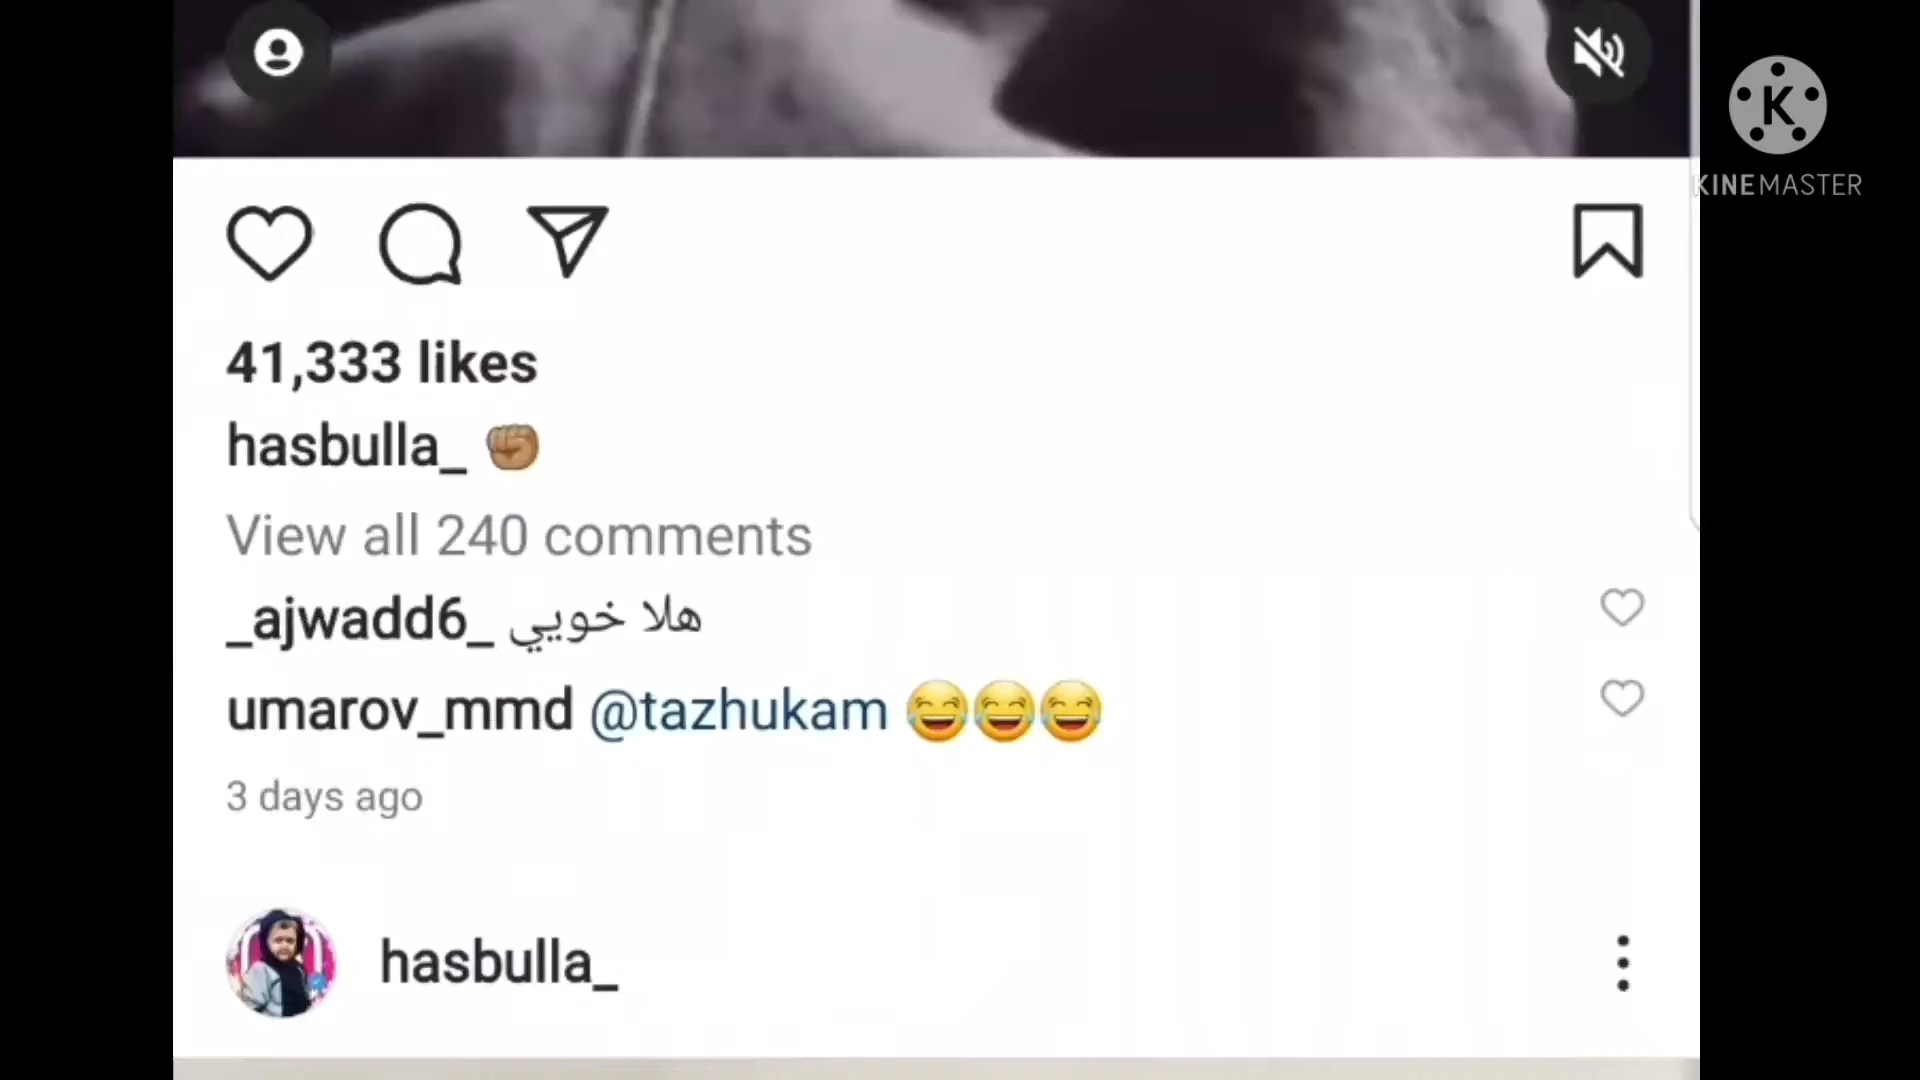 K
KINEMASTER
41,333 likes
hasbulla_ ✊🏽
View all 240 comments
_ajwadd6_ هلا خويي
umarov_mmd @tazhukam 😂😂😂
3 days ago
hasbulla_